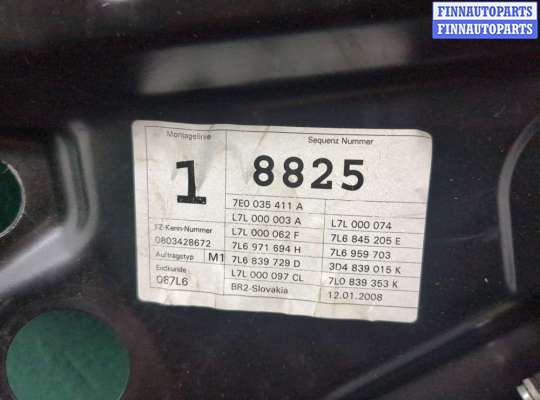 FINNAUTOPARTS
FINNAUTOPARTS
Montagelinie
Sequenz Nummer
1
8825
7E0 035 411 A
L7L 000 003 A
L7L 000 074
FZ-Kenn-Nummer
L7L 000 062 F
7L6 845 205 E
0803428672
7L6 971 694 H
7L6 959 703
Auftragstyp M1
7L6 839 729 D
3D4 839 015 K
Endkunde
L7L 000 097 CL
7L0 839 353 K
087L6
BR2-Slovakia
12.01.2008